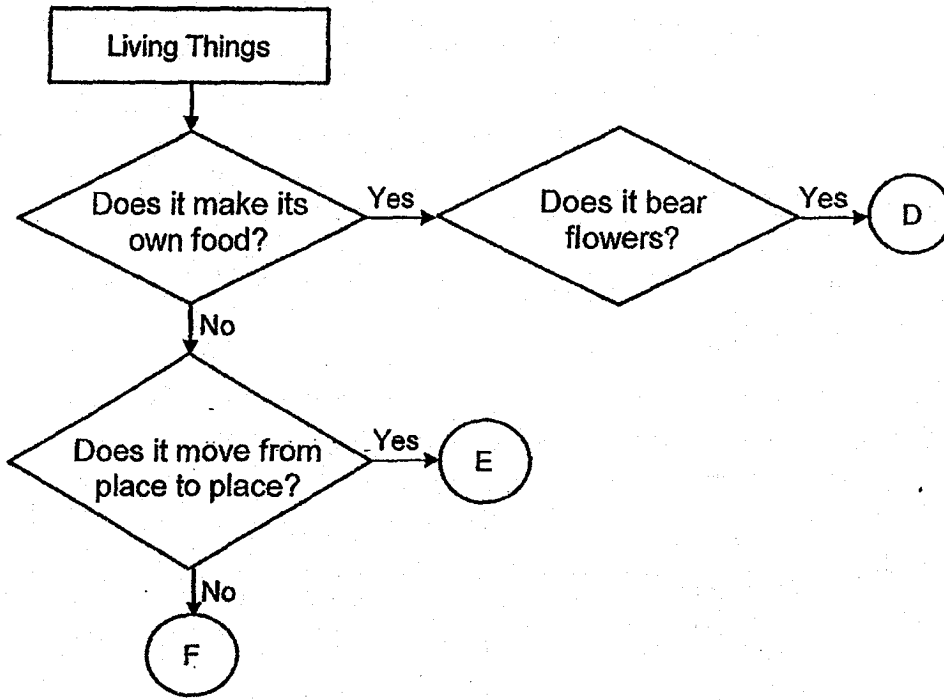 Living Things
Does it make its
own food?
Yes
Does it bear
flowers?
Yes
D
No
Does it move from
place to place?
Yes
E
No
F